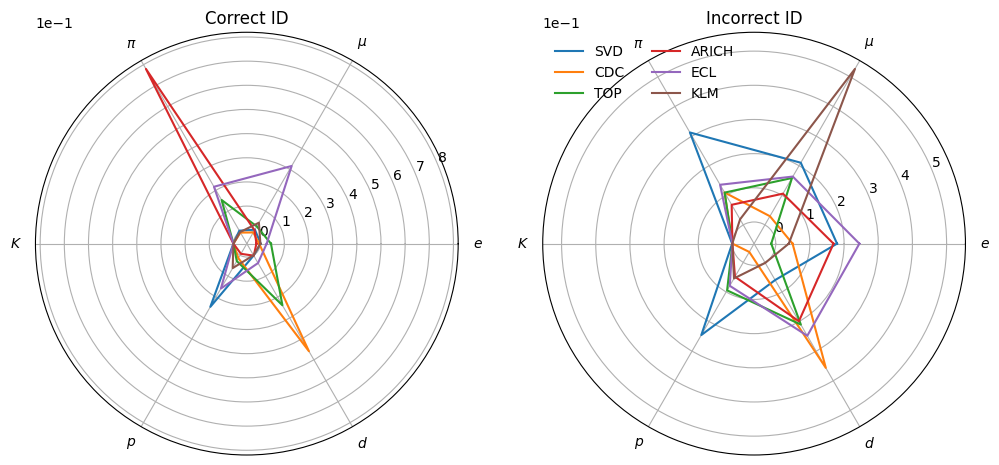 Correct ID
1e−1
π
μ
K
e
p
d
0
1
2
3
4
5
6
7
8
Incorrect ID
1e−1
π
μ
K
e
p
d
0
1
2
3
4
5
SVD
CDC
TOP
ARICH
ECL
KLM